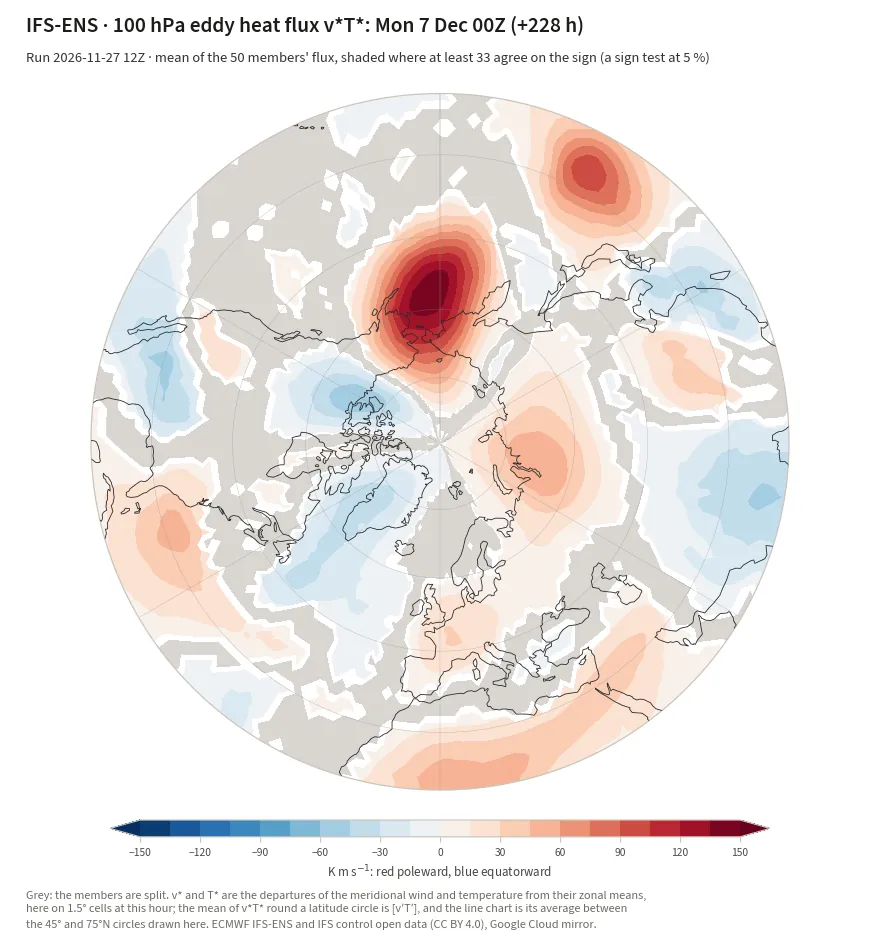 IFS-ENS · 100 hPa eddy heat flux v*T*: Mon 7 Dec 00Z (+228 h)
Run 2026-11-27 12Z · mean of the 50 members' flux, shaded where at least 33 agree on the sign (a sign test at 5 %)
−150 −120 −90 −60 −30 0 30 60 90 120 150
K m s⁻¹: red poleward, blue equatorward
Grey: the members are split. v* and T* are the departures of the meridional wind and temperature from their zonal means,
here on 1.5° cells at this hour; the mean of v*T* round a latitude circle is [v'T'], and the line chart is its average between
the 45° and 75°N circles drawn here. ECMWF IFS-ENS and IFS control open data (CC BY 4.0), Google Cloud mirror.